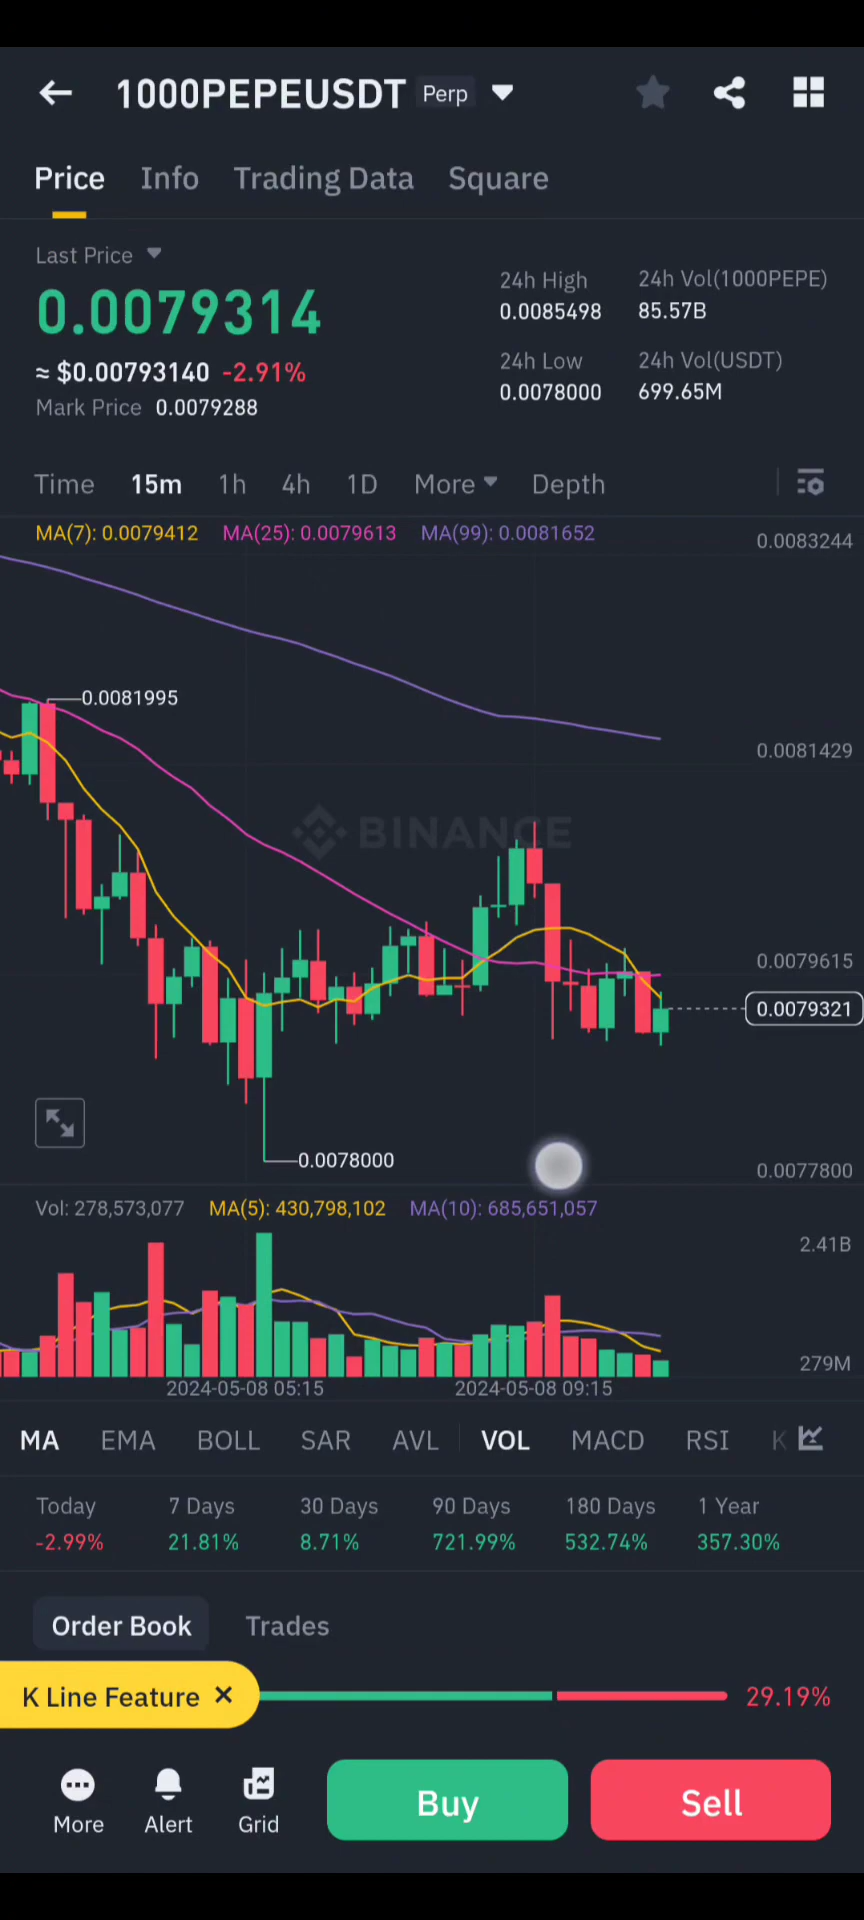 1000PEPEUSDT Perp
Price Info Trading Data Square
Last Price
0.0079314
≈ $0.00793140 -2.91%
Mark Price 0.0079288
24h High
0.0085498
24h Vol(1000PEPE)
85.57B
24h Low
0.0078000
24h Vol(USDT)
699.65M
Time 15m 1h 4h 1D More Depth
MA(7): 0.0079412 MA(25): 0.0079613 MA(99): 0.0081652
0.0083244
0.0081995
0.0081429
BINANCE
0.0079615
0.0079321
0.0078000
0.0077800
Vol: 278,573,077 MA(5): 430,798,102 MA(10): 685,651,057
2.41B
279M
2024-05-08 05:15 2024-05-08 09:15
MA EMA BOLL SAR AVL VOL MACD RSI K
Today 7 Days 30 Days 90 Days 180 Days 1 Year
-2.99% 21.81% 8.71% 721.99% 532.74% 357.30%
Order Book Trades
K Line Feature × 29.19%
More Alert Grid Buy Sell